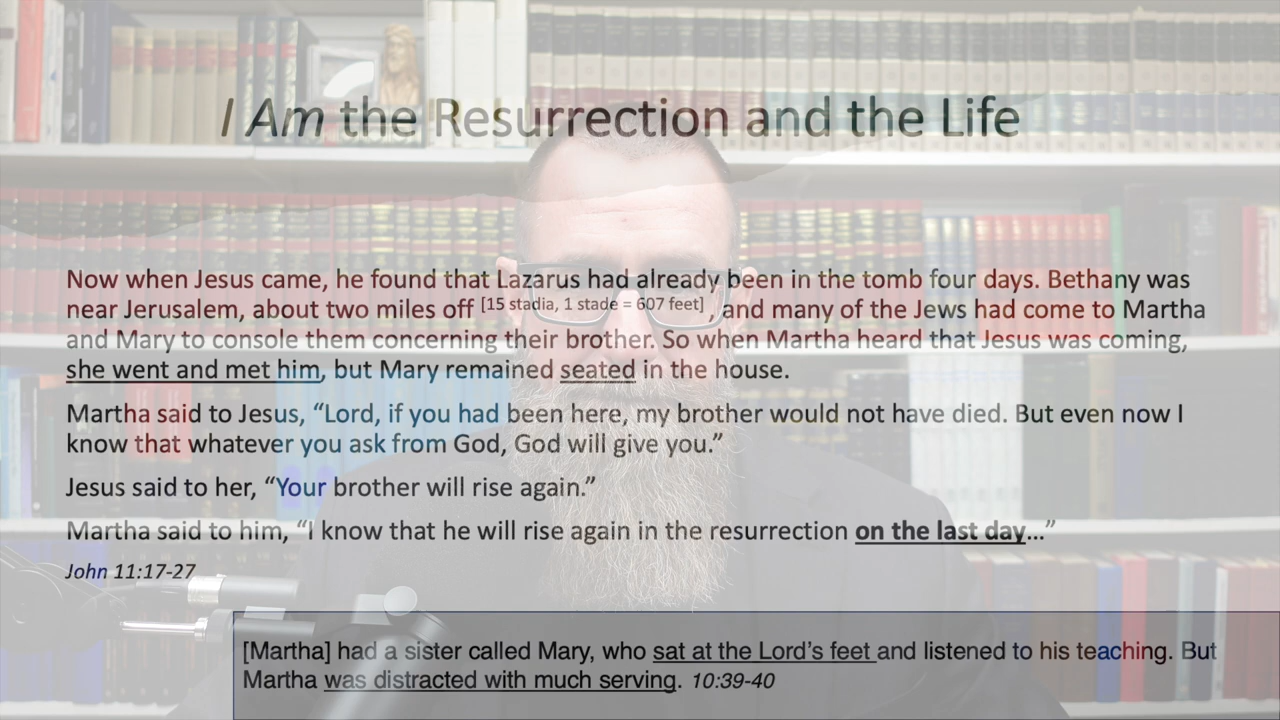 I Am the Resurrection and the Life
Now when Jesus came, he found that Lazarus had already been in the tomb four days. Bethany was
near Jerusalem, about two miles off [15 stadia, 1 stade = 607 feet] , and many of the Jews had come to Martha
and Mary to console them concerning their brother. So when Martha heard that Jesus was coming,
she went and met him, but Mary remained seated in the house.
Martha said to Jesus, “Lord, if you had been here, my brother would not have died. But even now I
know that whatever you ask from God, God will give you.”
Jesus said to her, “Your brother will rise again.”
Martha said to him, “I know that he will rise again in the resurrection on the last day…”
John 11:17-27
[Martha] had a sister called Mary, who sat at the Lord’s feet and listened to his teaching. But
Martha was distracted with much serving. 10:39-40